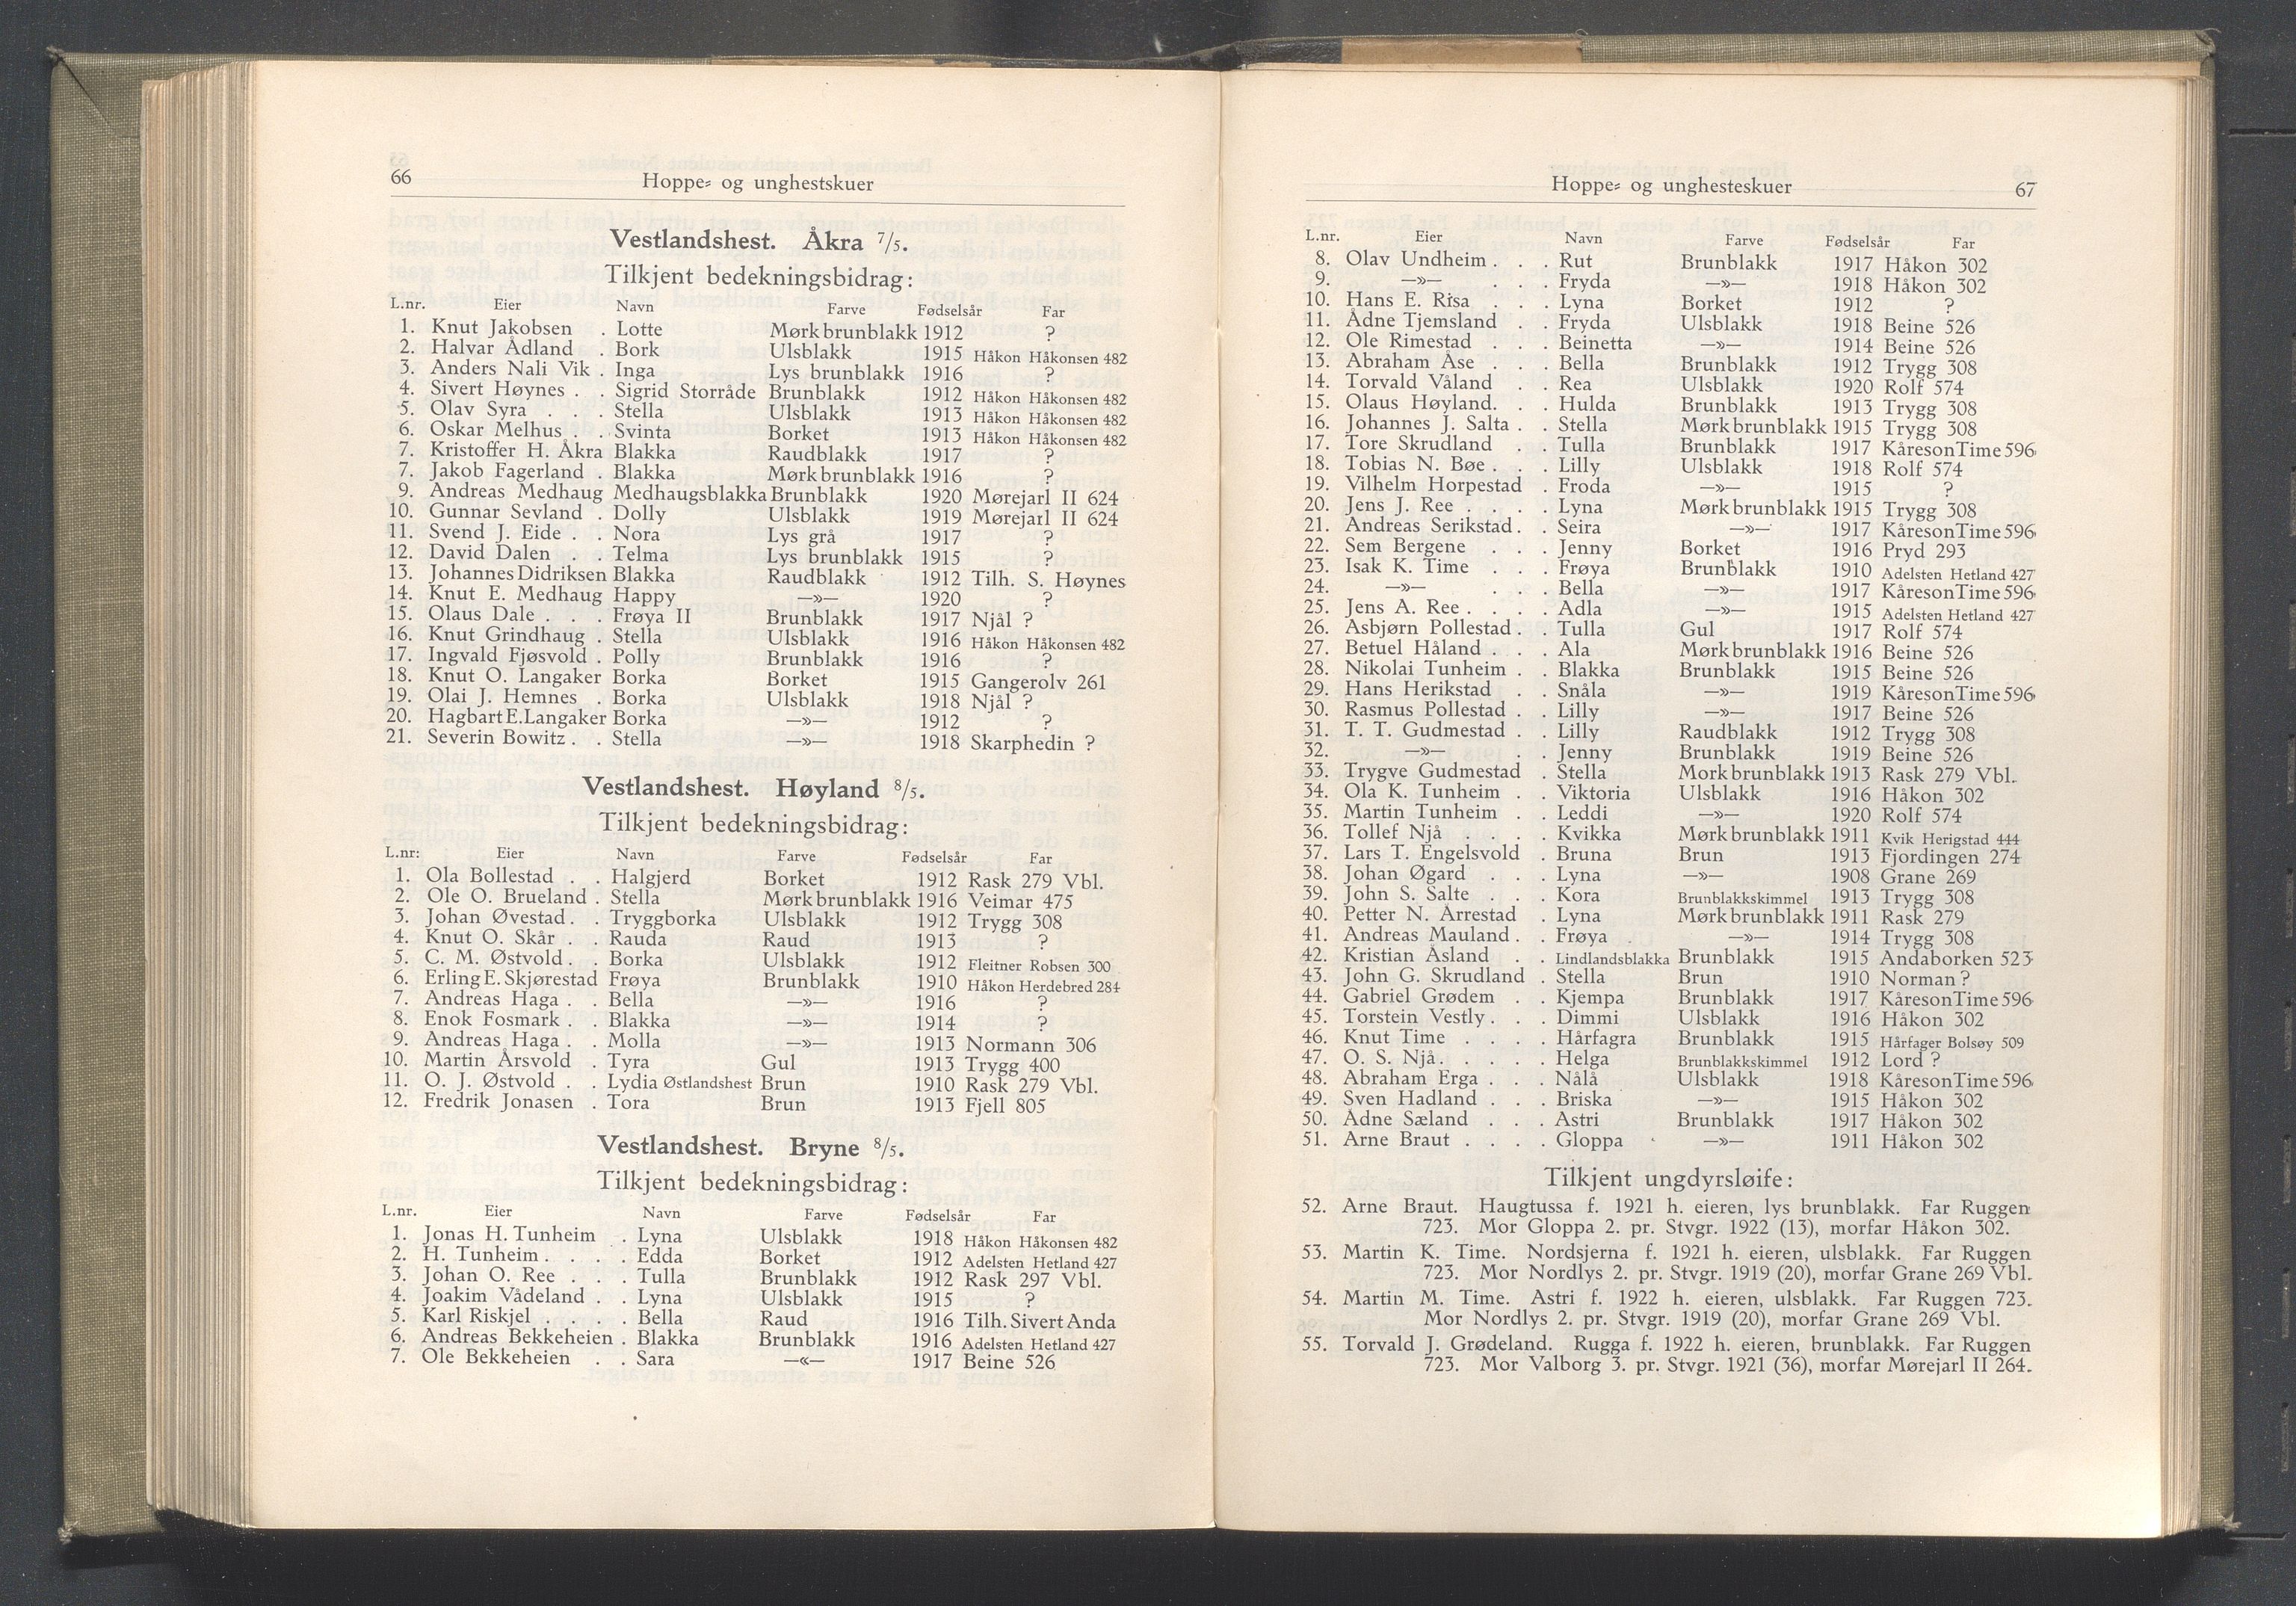 66
Hoppe- og unghestskuer
Vestlandshest. Åkra 7/5.
Tilkjent bedekningsbidrag:
L.nr. Eier Navn Farve Fødselsår Far
1. Knut Jakobsen . Lotte Mørk brunblakk 1912 ?
2. Halvar Ådland . Bork Ulsblakk 1915 Håkon Håkonsen 482
3. Anders Nali Vik . Inga Lys brunblakk 1916 ?
4. Sivert Høynes . . Sigrid Storråde Brunblakk 1912 Håkon Håkonsen 482
5. Olav Syra . . . Stella Ulsblakk 1913 Håkon Håkonsen 482
6. Oskar Melhus . . Svinta Borket 1913 Håkon Håkonsen 482
7. Kristoffer H. Åkra Blakka Raudblakk 1917 ?
7. Jakob Fagerland . Blakka Mørk brunblakk 1916 ?
9. Andreas Medhaug Medhaugsblakka Brunblakk 1920 Mørejarl II 624
10. Gunnar Sevland . Dolly Ulsblakk 1919 Mørejarl II 624
11. Svend J. Eide . . Nora Lys grå 1917 ?
12. David Dalen . . Telma Lys brunblakk 1915 ?
13. Johannes Didriksen Blakka Raudblakk 1912 Tilh. S. Høynes
14. Knut E. Medhaug Happy —»— 1920 ?
15. Olaus Dale . . . Frøya II Brunblakk 1917 Njål ?
16. Knut Grindhaug . Stella Ulsblakk 1916 Håkon Håkonsen 482
17. Ingvald Fjøsvold . Polly Brunblakk 1916 ?
18. Knut O. Langaker Borka Borket 1915 Gangerolv 261
19. Olai J. Hemnes . Borka Ulsblakk 1918 Njål ?
20. Hagbart E. Langaker Borka —»— 1912 ?
21. Severin Bowitz . . Stella —»— 1918 Skarphedin ?
Vestlandshest. Høyland 8/5.
Tilkjent bedekningsbidrag:
L.nr: Eier Navn Farve Fødselsår Far
1. Ola Bollestad . . Halgjerd Borket 1912 Rask 279 Vbl.
2. Ole O. Brueland . Stella Mørk brunblakk 1916 Veimar 475
3. Johan Øvestad . . Tryggborka Ulsblakk 1912 Trygg 308
4. Knut O. Skår . . Rauda Raud 1913 ?
5. C. M. Østvold . . Borka Ulsblakk 1912 Fleitner Robsen 300
6. Erling E. Skjørestad Frøya Brunblakk 1910 Håkon Herdebred 284
7. Andreas Haga . . Bella —»— 1916 ?
8. Enok Fosmark . . Blakka —»— 1914 ?
9. Andreas Haga . . Molla —»— 1913 Normann 306
10. Martin Årsvold . Tyra Gul 1913 Trygg 400
11. O. J. Østvold . . Lydia Østlandshest Brun 1910 Rask 279 Vbl.
12. Fredrik Jonasen . Tora Brun 1913 Fjell 805
Vestlandshest. Bryne 8/5.
Tilkjent bedekningsbidrag:
L.nr. Eier Navn Farve Fødselsår Far
1. Jonas H. Tunheim . Lyna Ulsblakk 1918 Håkon Håkonsen 482
2. H. Tunheim . . . . Edda Borket 1912 Adelsten Hetland 427
3. Johan O. Ree . . . Tulla Brunblakk 1912 Rask 297 Vbl.
4. Joakim Vådeland . . Lyna Ulsblakk 1915 ?
5. Karl Riskjel . . . . Bella Raud 1916 Tilh. Sivert Anda
6. Andreas Bekkeheien . Blakka Brunblakk 1916 Adelsten Hetland 427
7. Ole Bekkeheien . . Sara —«— 1917 Beine 526
Hoppe- og unghesteskuer
67
L.nr. Eier Navn Farve Fødselsår Far
8. Olav Undheim . . . Rut Brunblakk 1917 Håkon 302
9. —»— . . . Fryda —»— 1918 Håkon 302
10. Hans E. Risa . . . Lyna Borket 1912 ?
11. Ådne Tjemsland . . Fryda Ulsblakk 1918 Beine 526
12. Ole Rimestad . . . Beinetta —»— 1914 Beine 526
13. Abraham Åse . . . Bella Brunblakk 1912 Trygg 308
14. Torvald Våland . . Rea Ulsblakk 1920 Rolf 574
15. Olaus Høyland. . . Hulda Brunblakk 1913 Trygg 308
16. Johannes J. Salta . . Stella Mørk brunblakk 1915 Trygg 308
17. Tore Skrudland . . Tulla Brunblakk 1917 Kåreson Time 596
18. Tobias N. Bøe . . . Lilly Ulsblakk 1918 Rolf 574
19. Vilhelm Horpestad . Froda —»— 1915 ?
20. Jens J. Ree . . . . Lyna Mørk brunblakk 1915 Trygg 308
21. Andreas Serikstad . . Seira —»— 1917 Kåreson Time 596
22. Sem Bergene . . . Jenny Borket 1916 Pryd 293
23. Isak K. Time . . . Frøya Brunblakk 1910 Adelsten Hetland 427
24. —»— . . Bella —»— 1917 Kåreson Time 596
25. Jens A. Ree . . . . Adla —»— 1915 Adelsten Hetland 427
26. Asbjørn Pollestad . . Tulla Gul 1917 Rolf 574
27. Betuel Håland . . . Ala Mørk brunblakk 1916 Beine 526
28. Nikolai Tunheim . . Blakka Brunblakk 1915 Beine 526
29. Hans Herikstad . . Snåla —»— 1919 Kåreson Time 596
30. Rasmus Pollestad . . Lilly —»— 1917 Beine 526
31. T. T. Gudmestad . . Lilly Raudblakk 1912 Trygg 308
32. —»— . . Jenny Brunblakk 1919 Beine 526
33. Trygve Gudmestad . Stella Mork brunblakk 1913 Rask 279 Vbl.
34. Ola K. Tunheim . . Viktoria Ulsblakk 1916 Håkon 302
35. Martin Tunheim . . Leddi —»— 1920 Rolf 574
36. Tollef Njå . . . . Kvikka Mørk brunblakk 1911 Kvik Herigstad 444
37. Lars T. Engelsvold . Bruna Brun 1913 Fjordingen 274
38. Johan Øgard . . . Lyna —»— 1908 Grane 269
39. John S. Salte . . . Kora Brunblakkskimmel 1913 Trygg 308
40. Petter N. Årrestad . Lyna Mørk brunblakk 1911 Rask 279
41. Andreas Mauland . . Frøya —»— 1914 Trygg 308
42. Kristian Åsland . . Lindlandsblakka Brunblakk 1915 Andaborken 523
43. John G. Skrudland . Stella Brun 1910 Norman ?
44. Gabriel Grødem . . Kjempa Brunblakk 1917 Kåreson Time 596
45. Torstein Vestly . . . Dimmi Ulsblakk 1916 Håkon 302
46. Knut Time . . . . Hårfagra Brunblakk 1915 Hårfager Bolsøy 509
47. O. S. Njå. . . . . Helga Brunblakkskimmel 1912 Lord ?
48. Abraham Erga . . . Nålå Ulsblakk 1918 Kåreson Time 596
49. Sven Hadland . . . Briska —»— 1915 Håkon 302
50. Ådne Sæland . . . Astri Brunblakk 1917 Håkon 302
51. Arne Braut . . . . Gloppa —»— 1911 Håkon 302
Tilkjent ungdyrsløife:
52. Arne Braut. Haugtussa f. 1921 h. eieren, lys brunblakk. Far Ruggen
723. Mor Gloppa 2. pr. Stvgr. 1922 (13), morfar Håkon 302.
53. Martin K. Time. Nordsjerna f. 1921 h. eieren, ulsblakk. Far Ruggen
723. Mor Nordlys 2. pr. Stvgr. 1919 (20), morfar Grane 269 Vbl.
54. Martin M. Time. Astri f. 1922 h. eieren, ulsblakk. Far Ruggen 723.
Mor Nordlys 2. pr. Stvgr. 1919 (20), morfar Grane 269 Vbl.
55. Torvald J. Grødeland. Rugga f. 1922 h. eieren, brunblakk. Far Ruggen
723. Mor Valborg 3. pr. Stvgr. 1921 (36), morfar Mørejarl II 264.